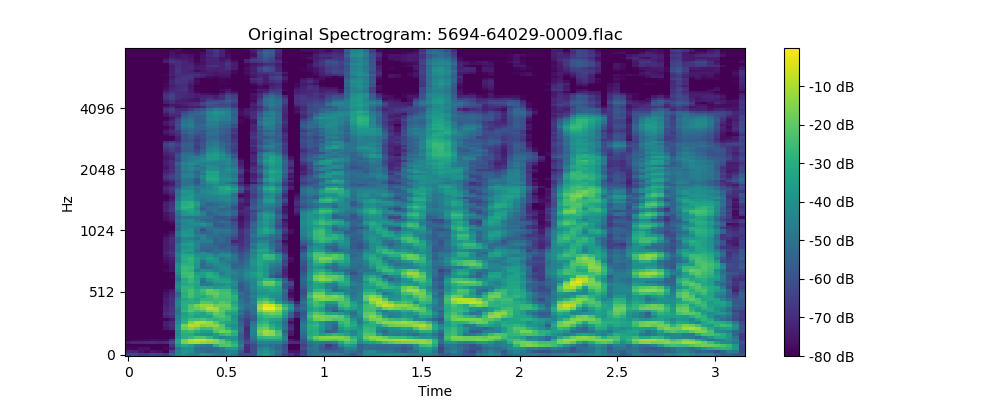 Original Spectrogram: 5694-64029-0009.flac
Hz
4096
2048
1024
512
0
0
0.5
1
1.5
2
2.5
3
Time
-10 dB
-20 dB
-30 dB
-40 dB
-50 dB
-60 dB
-70 dB
-80 dB